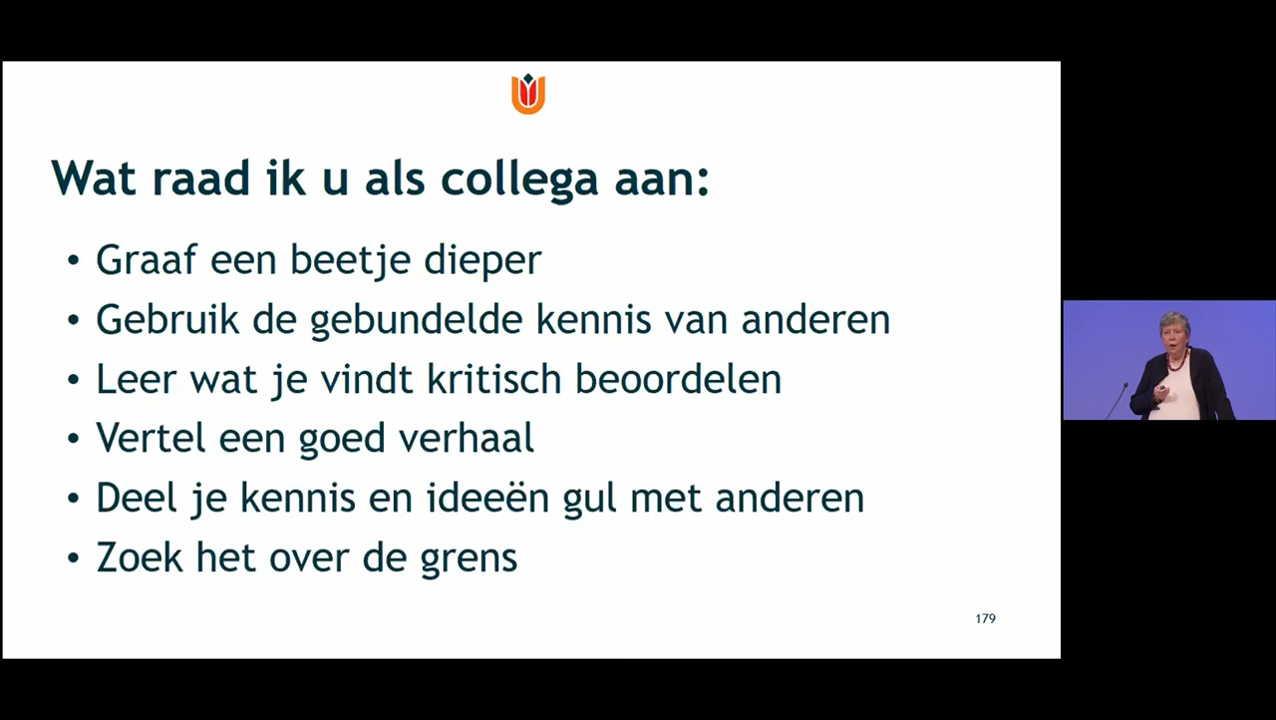 Wat raad ik u als collega aan:
• Graaf een beetje dieper
• Gebruik de gebundelde kennis van anderen
• Leer wat je vindt kritisch beoordelen
• Vertel een goed verhaal
• Deel je kennis en ideeën gul met anderen
• Zoek het over de grens
179